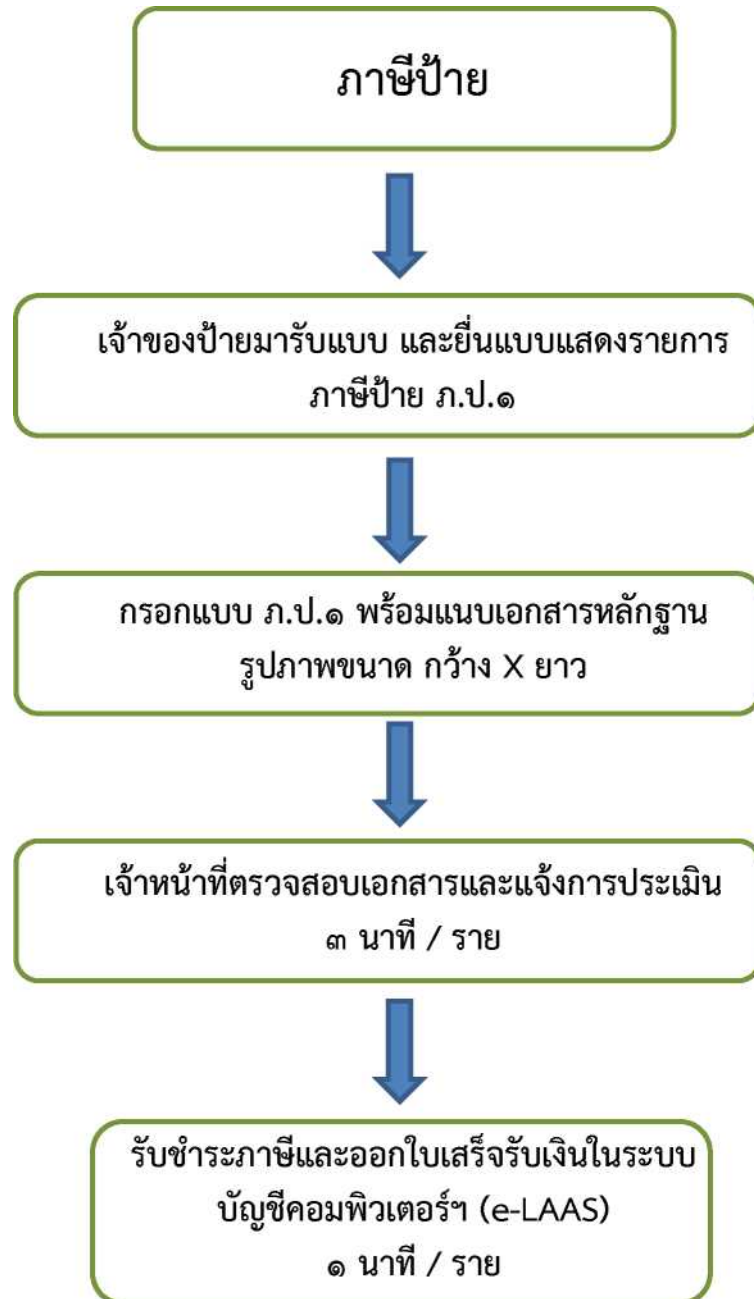 ภาษีป้าย
เจ้าของป้ายมารับแบบ และยื่นแบบแสดงรายการ
ภาษีป้าย ภ.ป.๑
กรอกแบบ ภ.ป.๑ พร้อมแนบเอกสารหลักฐาน
รูปภาพขนาด กว้าง X ยาว
เจ้าหน้าที่ตรวจสอบเอกสารและแจ้งการประเมิน
๓ นาที / ราย
รับชำระภาษีและออกใบเสร็จรับเงินในระบบ
บัญชีคอมพิวเตอร์ฯ (e-LAAS)
๑ นาที / ราย